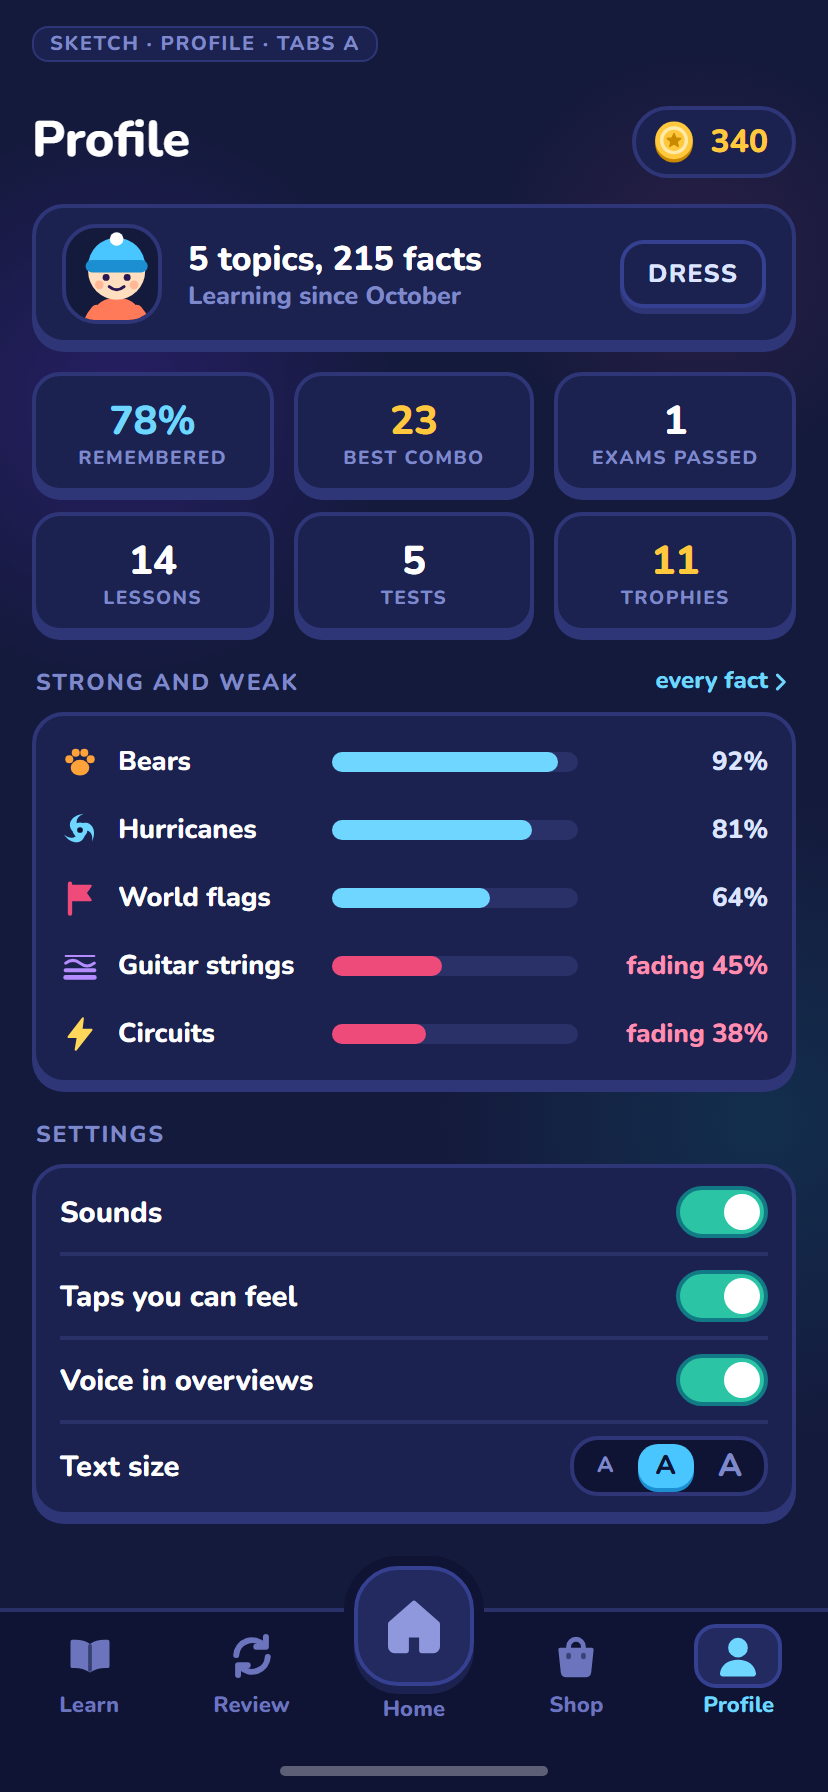 SKETCH · PROFILE · TABS A
Profile
340
5 topics, 215 facts
Learning since October
DRESS
78%
REMEMBERED
23
BEST COMBO
1
EXAMS PASSED
14
LESSONS
5
TESTS
11
TROPHIES
STRONG AND WEAK
every fact
Bears 92%
Hurricanes 81%
World flags 64%
Guitar strings fading 45%
Circuits fading 38%
SETTINGS
Sounds
Taps you can feel
Voice in overviews
Text size A A A
Learn
Review
Home
Shop
Profile